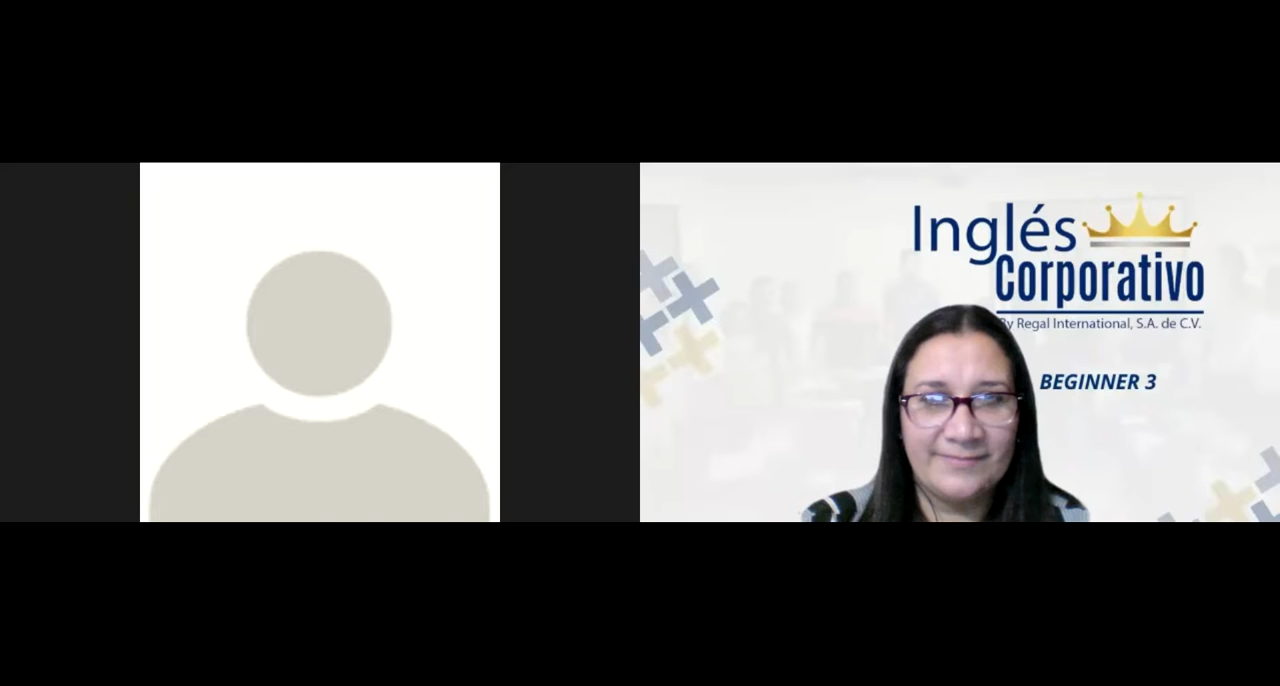 Inglés
Corporativo
By Regal International, S.A. de C.V.
BEGINNER 3